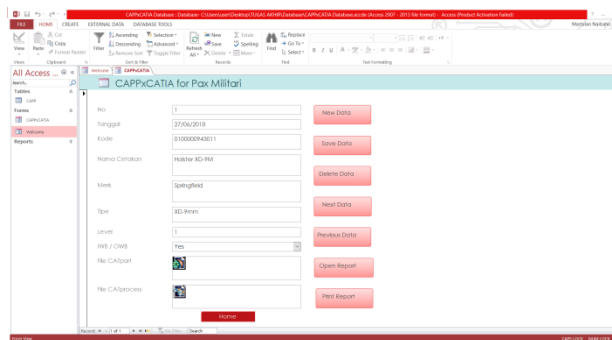 CAPPxCATIA Database : Database- C:\Users\user\Desktop\TUGAS AKHIR\Database\CAPPxCATIA Database.accdb (Access 2007 - 2013 file format) - Access (Product Activation Failed)
FILE HOME CREATE EXTERNAL DATA DATABASE TOOLS
View Paste Cut Copy Format Painter Filter Ascending Descending Remove Sort Selection Advanced Toggle Filter Refresh All New Save Delete Totals Spelling More Find Replace Go To Select
Views Clipboard Sort & Filter Records Find Text Formatting
All Access ...
Welcome CAPPxCATIA
Search...
CAPPxCATIA for Pax Militari
Tables
CAPP
Forms
CAPPxCATIA
Welcome
Reports
No 1 New Data
Tanggal 27/06/2018
Kode 0100000943011 Save Data
Nama Cetakan Holster XD-9M
Delete Data
Merk Springfield
Next Data
Tipe XD-9mm
Level 1 Previous Data
IWB / OWB Yes
File CATpart Open Report
File CATprocess Print Report
Home
Record: 1 of 1 No Filter Search
Form View CAPS LOCK NUM LOCK